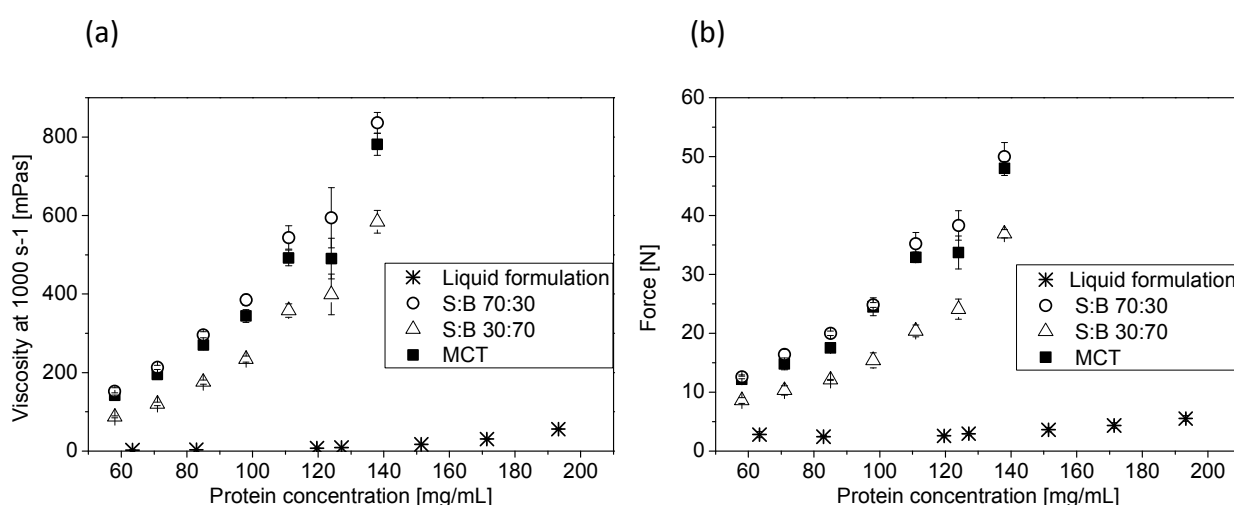 (a)
(b)
Viscosity at 1000 s-1 [mPas]
800
600
400
200
0
60 80 100 120 140 160 180 200
Protein concentration [mg/mL]
Liquid formulation
S:B 70:30
S:B 30:70
MCT
Force [N]
60
50
40
30
20
10
0
60 80 100 120 140 160 180 200
Protein concentration [mg/mL]
Liquid formulation
S:B 70:30
S:B 30:70
MCT